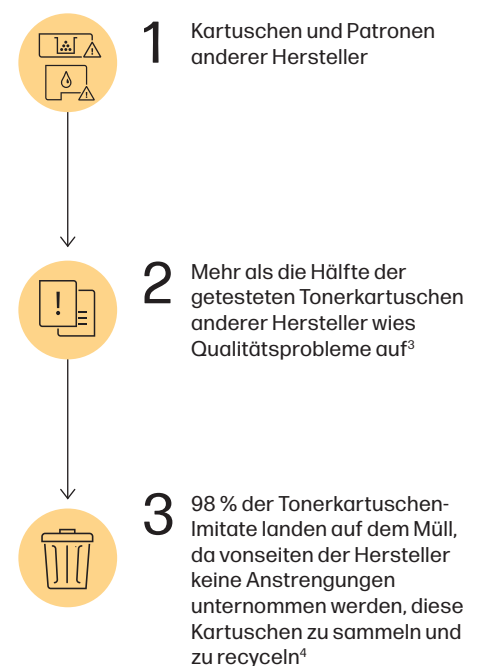 1
Kartuschen und Patronen
anderer Hersteller
2
Mehr als die Hälfte der
getesteten Tonerkartuschen
anderer Hersteller wies
Qualitätsprobleme auf³
3
98 % der Tonerkartuschen-
Imitate landen auf dem Müll,
da vonseiten der Hersteller
keine Anstrengungen
unternommen werden, diese
Kartuschen zu sammeln und
zu recyceln⁴